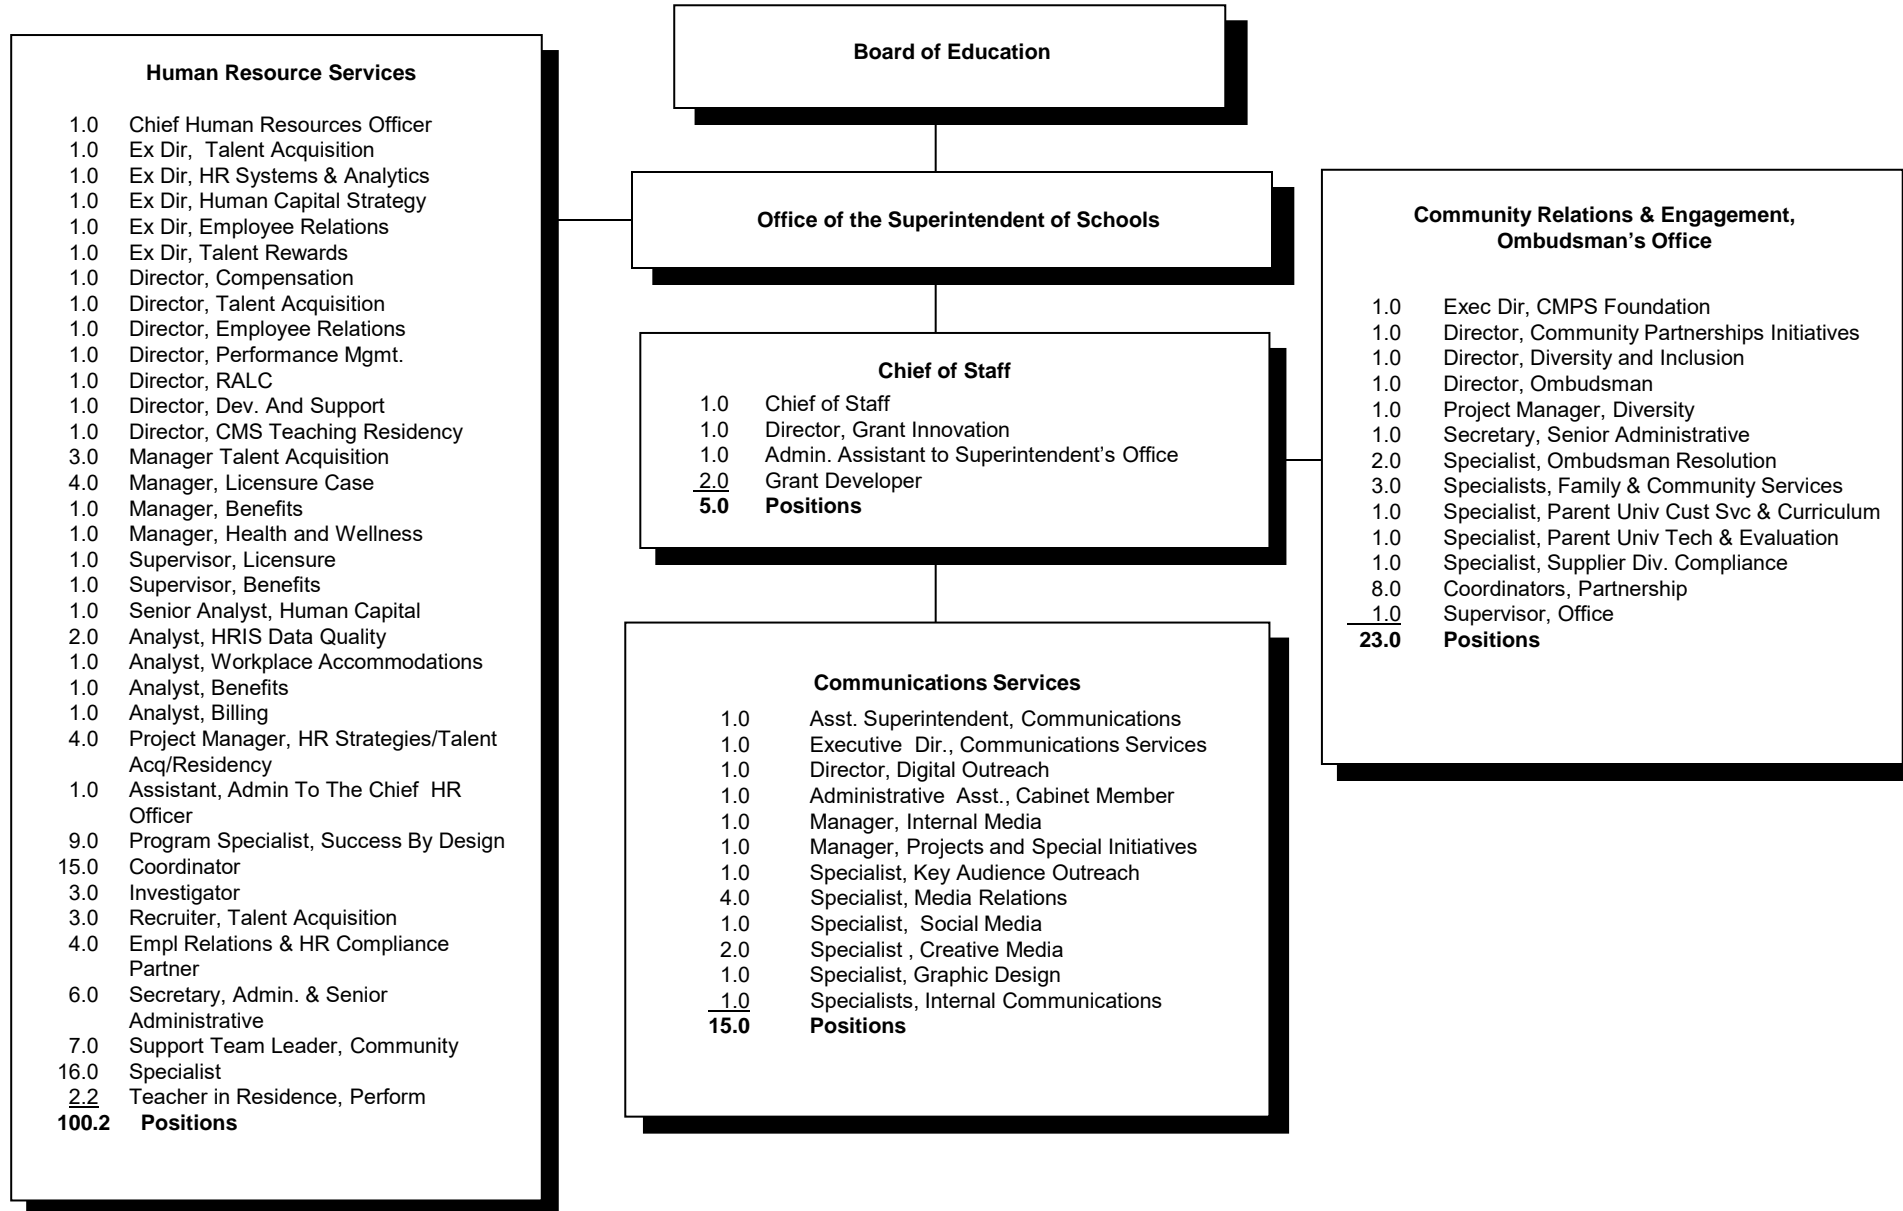 Board of Education
Human Resource Services
1.0 Chief Human Resources Officer
1.0 Ex Dir, Talent Acquisition
1.0 Ex Dir, HR Systems & Analytics
1.0 Ex Dir, Human Capital Strategy
1.0 Ex Dir, Employee Relations
1.0 Ex Dir, Talent Rewards
1.0 Director, Compensation
1.0 Director, Talent Acquisition
1.0 Director, Employee Relations
1.0 Director, Performance Mgmt.
1.0 Director, RALC
1.0 Director, Dev. And Support
1.0 Director, CMS Teaching Residency
3.0 Manager Talent Acquisition
4.0 Manager, Licensure Case
1.0 Manager, Benefits
1.0 Manager, Health and Wellness
1.0 Supervisor, Licensure
1.0 Supervisor, Benefits
1.0 Senior Analyst, Human Capital
2.0 Analyst, HRIS Data Quality
1.0 Analyst, Workplace Accommodations
1.0 Analyst, Benefits
1.0 Analyst, Billing
4.0 Project Manager, HR Strategies/Talent
Acq/Residency
1.0 Assistant, Admin To The Chief HR
Officer
9.0 Program Specialist, Success By Design
15.0 Coordinator
3.0 Investigator
3.0 Recruiter, Talent Acquisition
4.0 Empl Relations & HR Compliance
Partner
6.0 Secretary, Admin. & Senior
Administrative
7.0 Support Team Leader, Community
16.0 Specialist
2.2 Teacher in Residence, Perform
100.2 Positions
Office of the Superintendent of Schools
Chief of Staff
1.0 Chief of Staff
1.0 Director, Grant Innovation
1.0 Admin. Assistant to Superintendent's Office
2.0 Grant Developer
5.0 Positions
Communications Services
1.0 Asst. Superintendent, Communications
1.0 Executive Dir., Communications Services
1.0 Director, Digital Outreach
1.0 Administrative Asst., Cabinet Member
1.0 Manager, Internal Media
1.0 Manager, Projects and Special Initiatives
1.0 Specialist, Key Audience Outreach
4.0 Specialist, Media Relations
1.0 Specialist, Social Media
2.0 Specialist , Creative Media
1.0 Specialist, Graphic Design
1.0 Specialists, Internal Communications
15.0 Positions
Community Relations & Engagement,
Ombudsman’s Office
1.0 Exec Dir, CMPS Foundation
1.0 Director, Community Partnerships Initiatives
1.0 Director, Diversity and Inclusion
1.0 Director, Ombudsman
1.0 Project Manager, Diversity
1.0 Secretary, Senior Administrative
2.0 Specialist, Ombudsman Resolution
3.0 Specialists, Family & Community Services
1.0 Specialist, Parent Univ Cust Svc & Curriculum
1.0 Specialist, Parent Univ Tech & Evaluation
1.0 Specialist, Supplier Div. Compliance
8.0 Coordinators, Partnership
1.0 Supervisor, Office
23.0 Positions